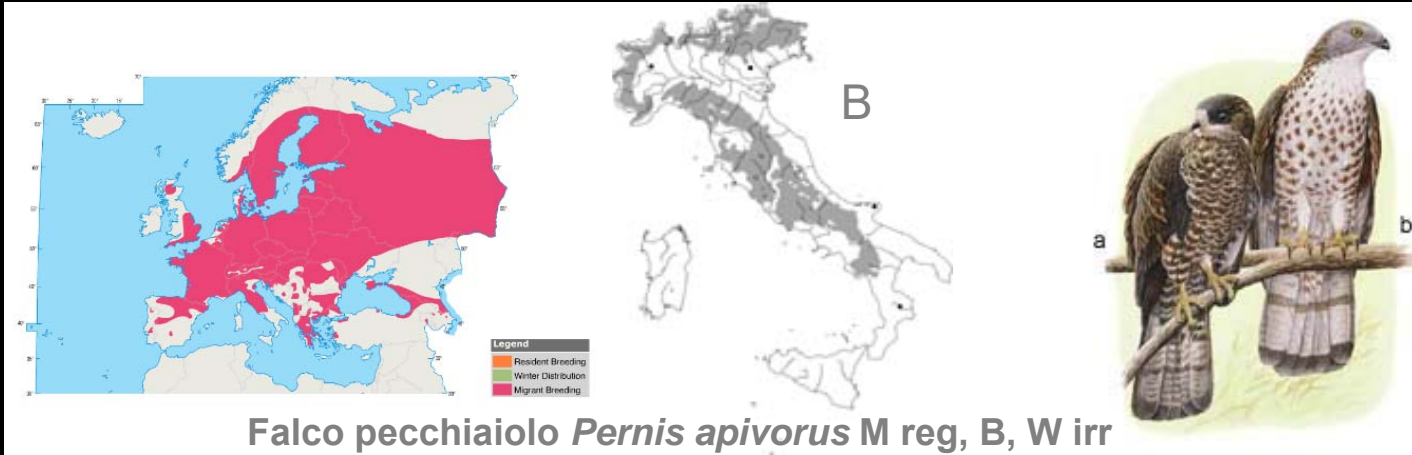 B
a
b
Legend
Resident Breeding
Winter Distribution
Migrant Breeding
Falco pecchiaiolo Pernis apivorus M reg, B, W irr